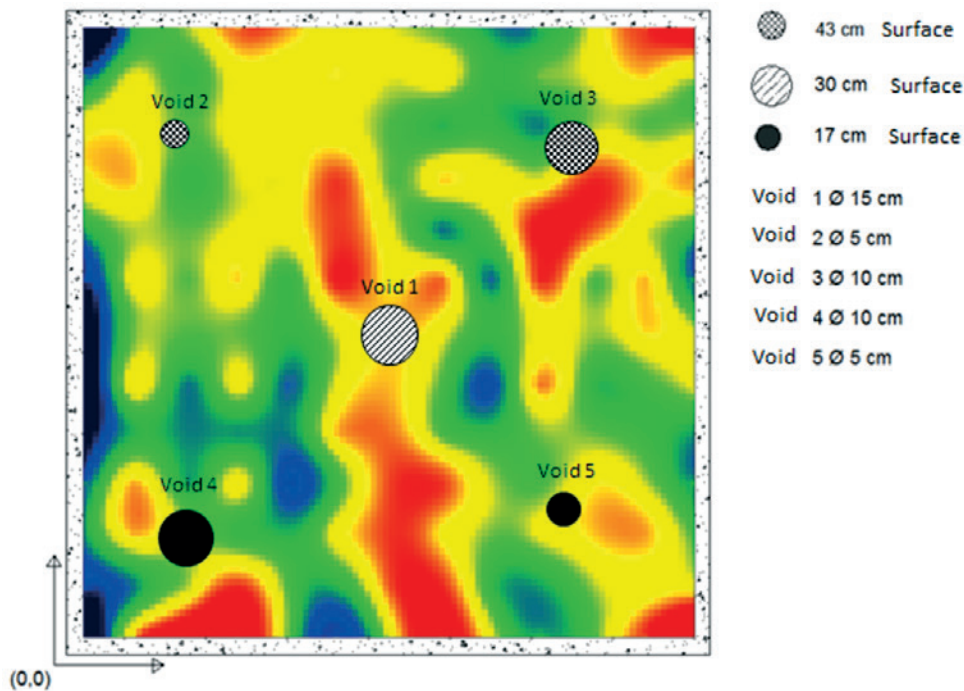 Void 2
Void 3
Void 1
Void 4
Void 5
(0,0)
43 cm Surface
30 cm Surface
17 cm Surface
Void 1 Ø 15 cm
Void 2 Ø 5 cm
Void 3 Ø 10 cm
Void 4 Ø 10 cm
Void 5 Ø 5 cm